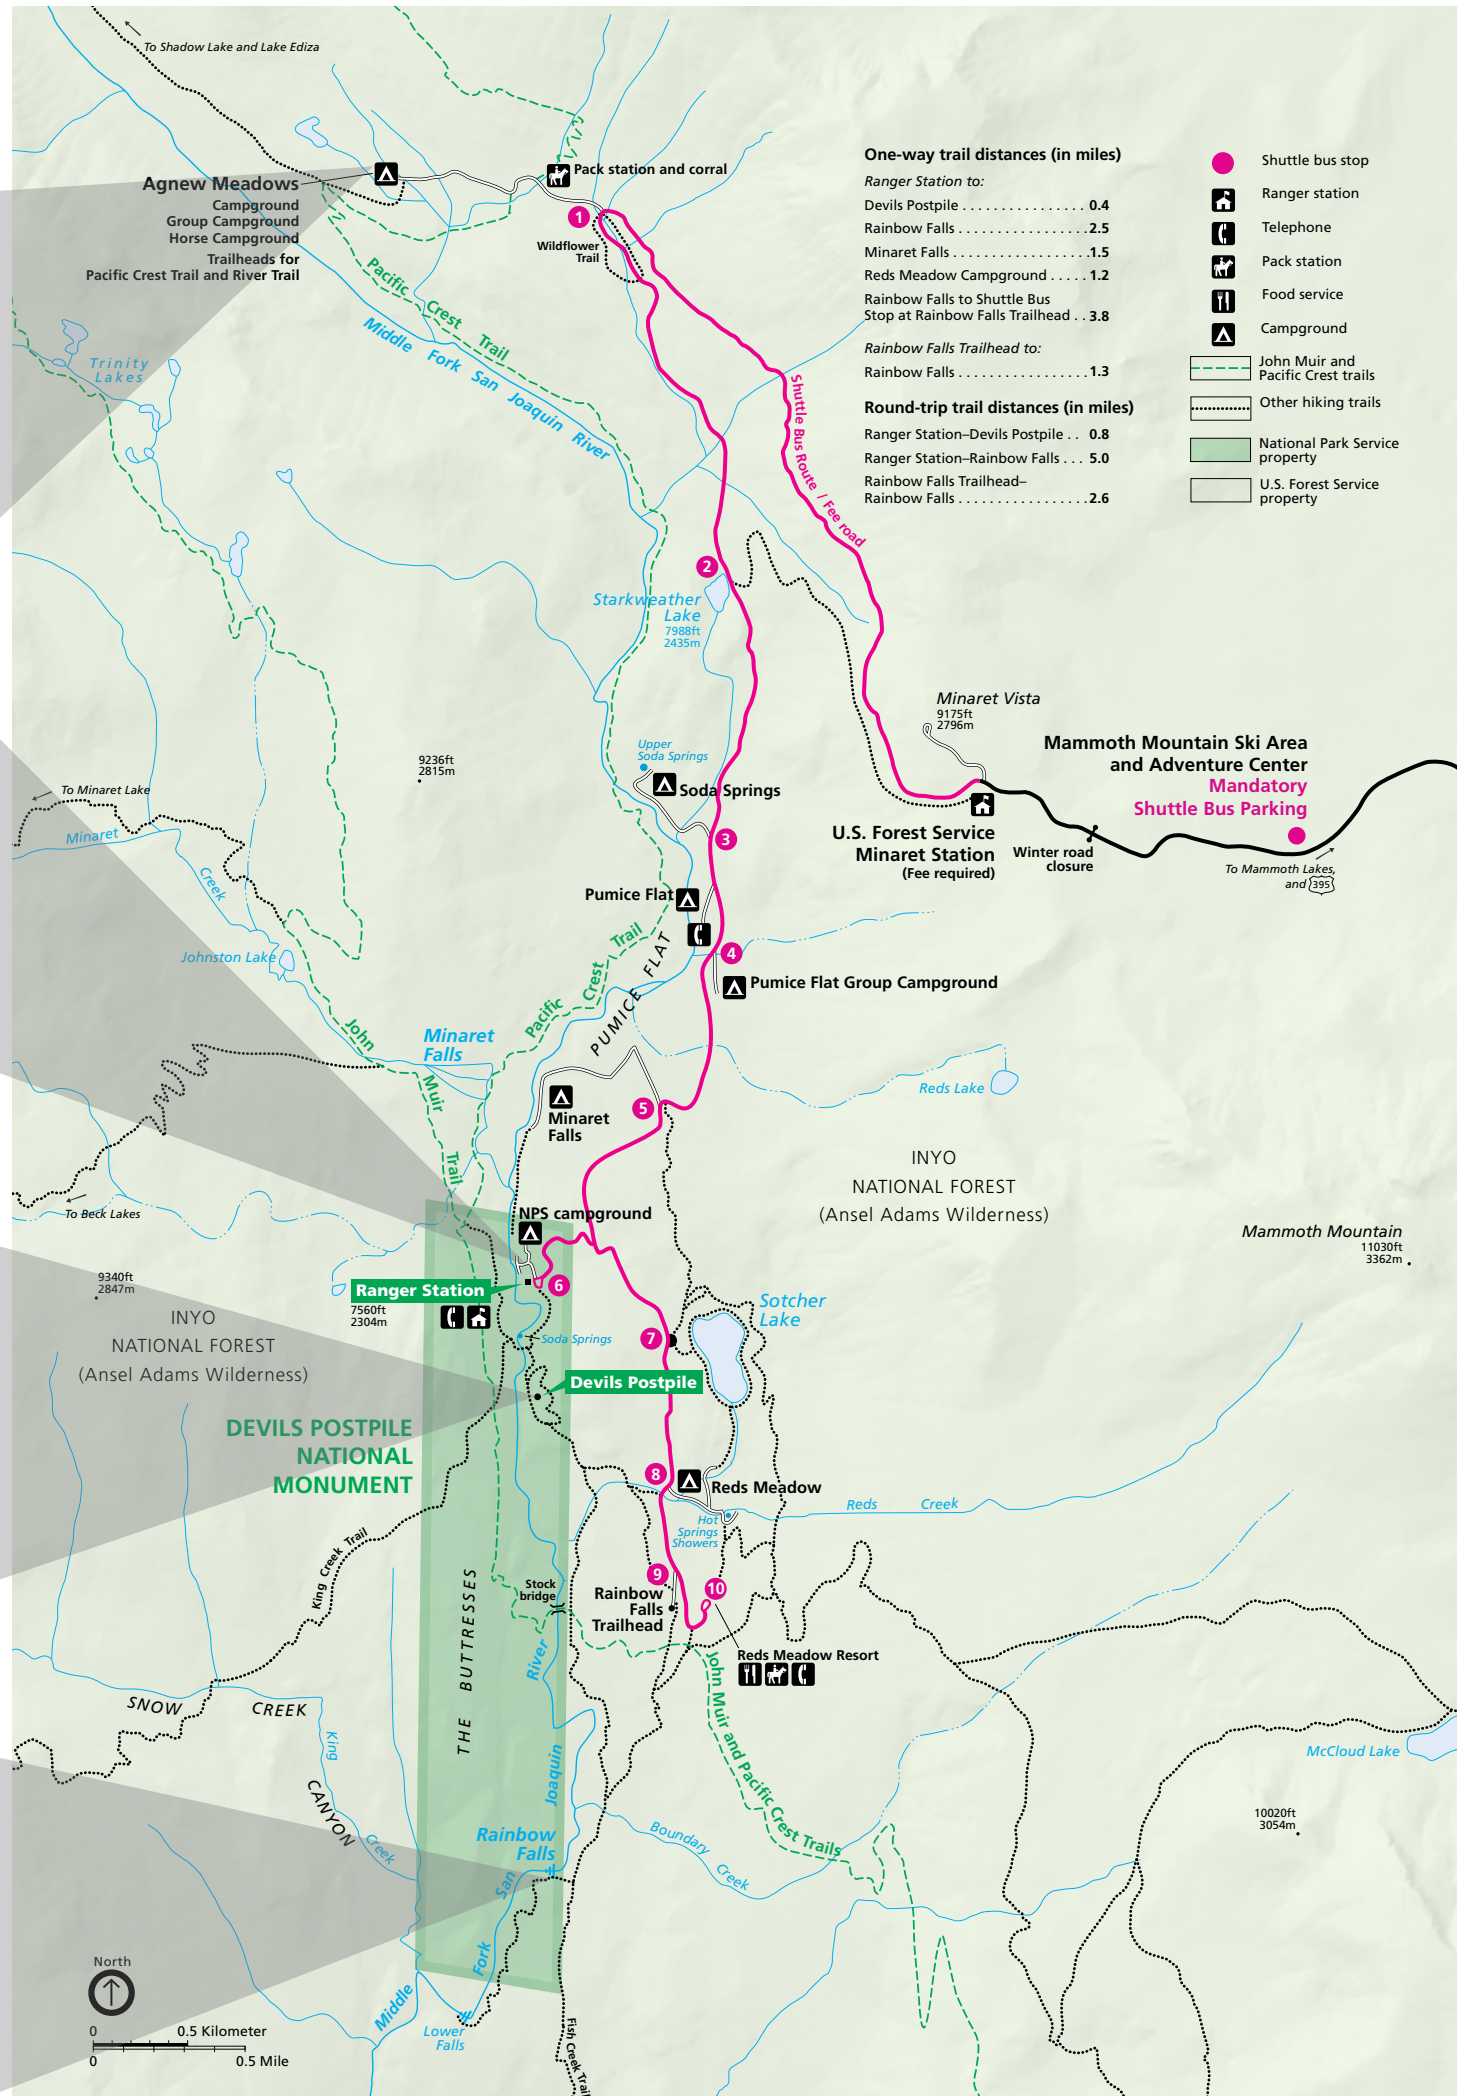 To Shadow Lake and Lake Ediza
Agnew Meadows
Campground
Group Campground
Horse Campground
Trailheads for
Pacific Crest Trail and River Trail
Pack station and corral
1
Wildflower
Trail
One-way trail distances (in miles)
Ranger Station to:
Devils Postpile . . . . . . . . . . . . . . . . 0.4
Rainbow Falls . . . . . . . . . . . . . . . . 2.5
Minaret Falls . . . . . . . . . . . . . . . . . 1.5
Reds Meadow Campground . . . . . 1.2
Rainbow Falls to Shuttle Bus
Stop at Rainbow Falls Trailhead . . 3.8
Rainbow Falls Trailhead to:
Rainbow Falls . . . . . . . . . . . . . . . . 1.3
Round-trip trail distances (in miles)
Ranger Station–Devils Postpile . . 0.8
Ranger Station–Rainbow Falls . . . 5.0
Rainbow Falls Trailhead–
Rainbow Falls . . . . . . . . . . . . . . . . 2.6
Shuttle bus stop
Ranger station
Telephone
Pack station
Food service
Campground
John Muir and
Pacific Crest trails
Other hiking trails
National Park Service
property
U.S. Forest Service
property
Pacific Crest Trail
Middle Fork San Joaquin River
Trinity
Lakes
Shuttle Bus Route / Fee road
2
Starkweather
Lake
7988ft
2435m
Minaret Vista
9175ft
2796m
Mammoth Mountain Ski Area
and Adventure Center
Mandatory
Shuttle Bus Parking
U.S. Forest Service
Minaret Station
(Fee required)
Winter road
closure
To Mammoth Lakes,
and 395
9236ft
2815m
Upper
Soda Springs
Soda Springs
3
To Minaret Lake
Minaret
Creek
Pumice Flat
4
Pumice Flat Group Campground
PUMICE FLAT
Pacific Crest Trail
Johnston Lake
John Muir Trail
Minaret
Falls
Reds Lake
Minaret
Falls
5
INYO
NATIONAL FOREST
(Ansel Adams Wilderness)
To Beck Lakes
NPS campground
Mammoth Mountain
11030ft
3362m
9340ft
2847m
Ranger Station
6
7560ft
2304m
Soda Springs
Sotcher
Lake
7
INYO
NATIONAL FOREST
(Ansel Adams Wilderness)
Devils Postpile
DEVILS POSTPILE
NATIONAL
MONUMENT
8
Reds Meadow
Reds Creek
Hot
Springs
Showers
King Creek Trail
Stock
bridge
9
10
Rainbow
Falls
Trailhead
Reds Meadow Resort
THE BUTTRESSES
River
Joaquin
San
Fork
Middle
SNOW CREEK
CANYON
King
Creek
John Muir and Pacific Crest Trails
McCloud Lake
10020ft
3054m
Rainbow
Falls
Boundary Creek
Lower
Falls
Fish Creek Trail
North
0 0.5 Kilometer
0 0.5 Mile